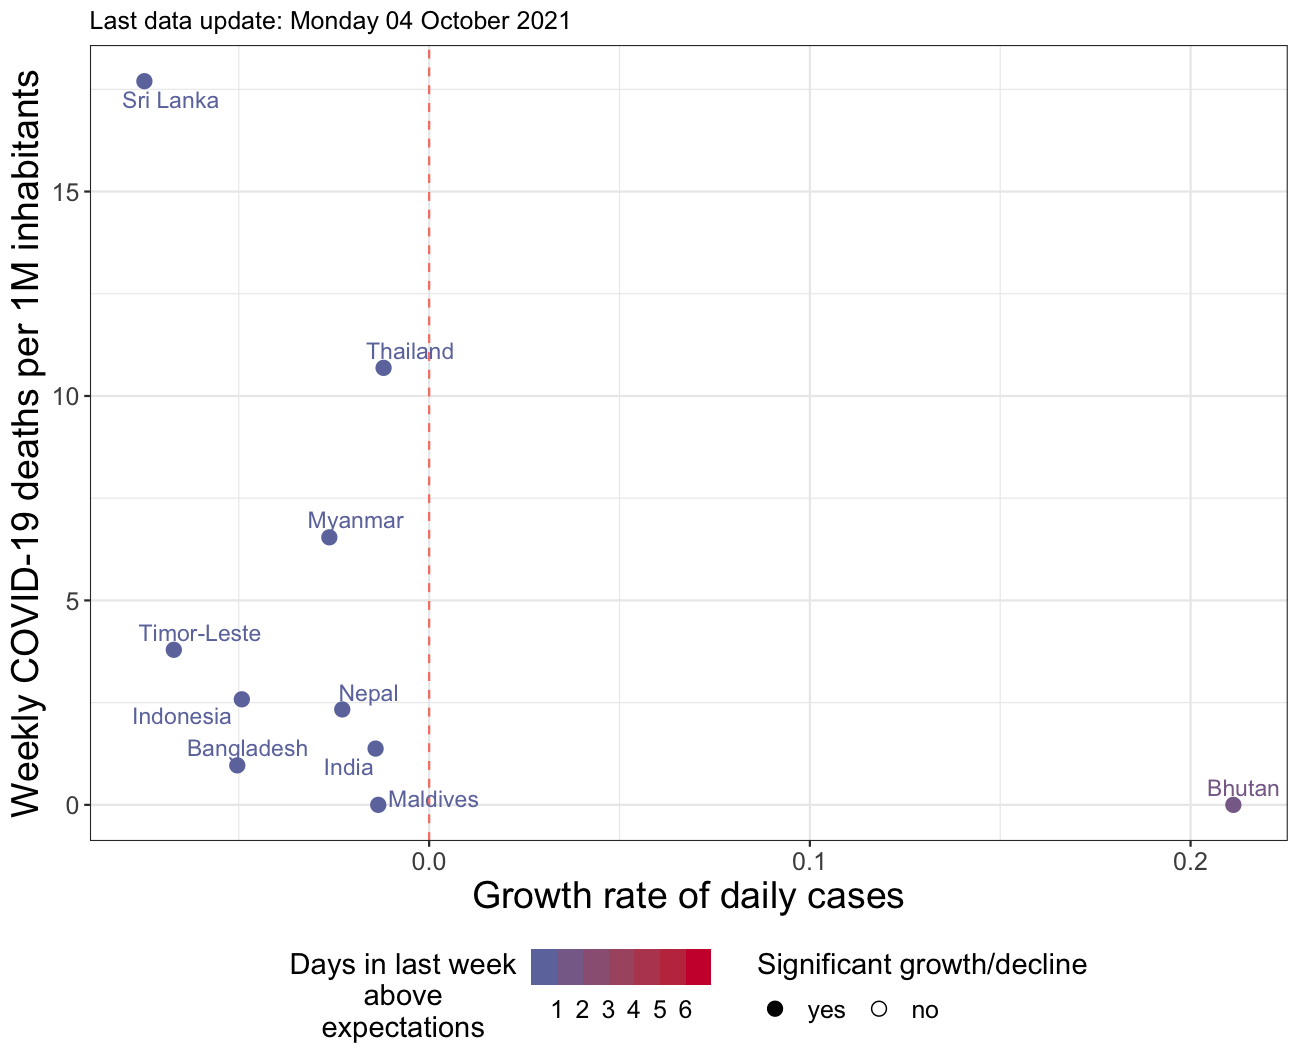 Last data update: Monday 04 October 2021
Weekly COVID-19 deaths per 1M inhabitants
Sri Lanka
15
Thailand
10
Myanmar
5
Timor-Leste
Nepal
Indonesia
Bangladesh
India
Bhutan
Maldives
0
0.0 0.1 0.2
Growth rate of daily cases
Days in last week
above
expectations
1 2 3 4 5 6
Significant growth/decline
yes no